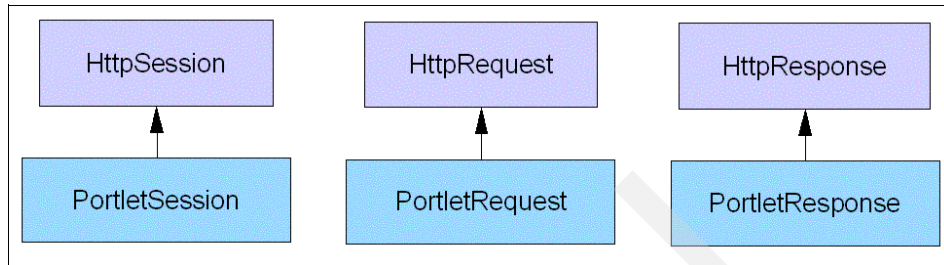 HttpSession
HttpRequest
HttpResponse
PortletSession
PortletRequest
PortletResponse